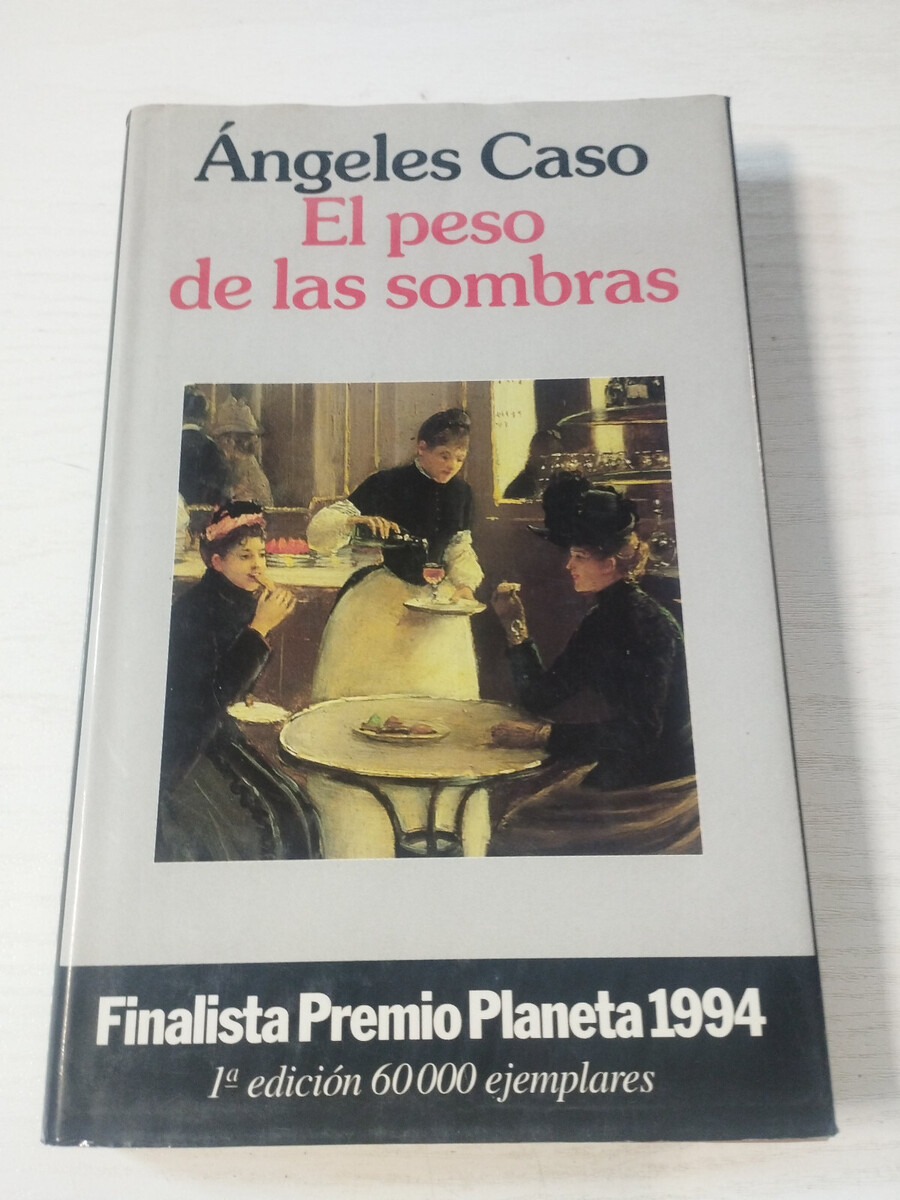 Ángeles Caso
El peso
de las sombras
Finalista Premio Planeta 1994
1ª edición 60 000 ejemplares